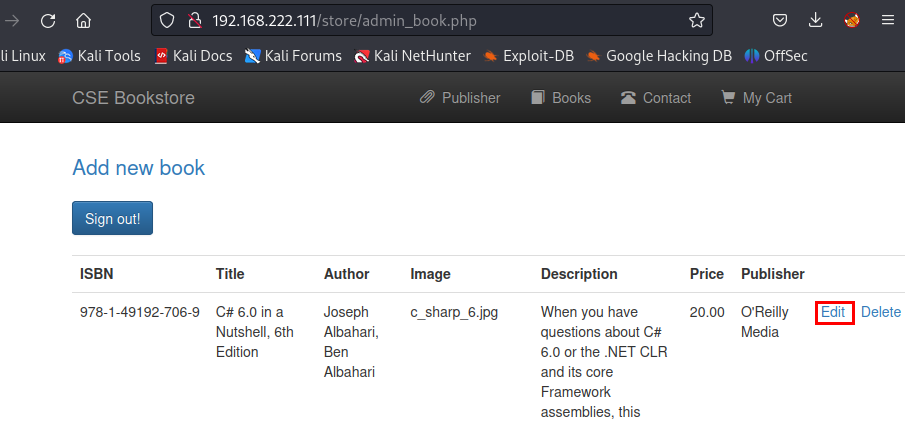 192.168.222.111/store/admin_book.php
li Linux Kali Tools Kali Docs Kali Forums Kali NetHunter Exploit-DB Google Hacking DB OffSec
CSE Bookstore Publisher Books Contact My Cart
Add new book
Sign out!
ISBN Title Author Image Description Price Publisher
978-1-49192-706-9 C# 6.0 in a Joseph c_sharp_6.jpg When you have 20.00 O'Reilly Edit Delete
Nutshell, 6th Albahari, questions about C# Media
Edition Ben 6.0 or the .NET CLR
Albahari and its core
Framework
assemblies, this